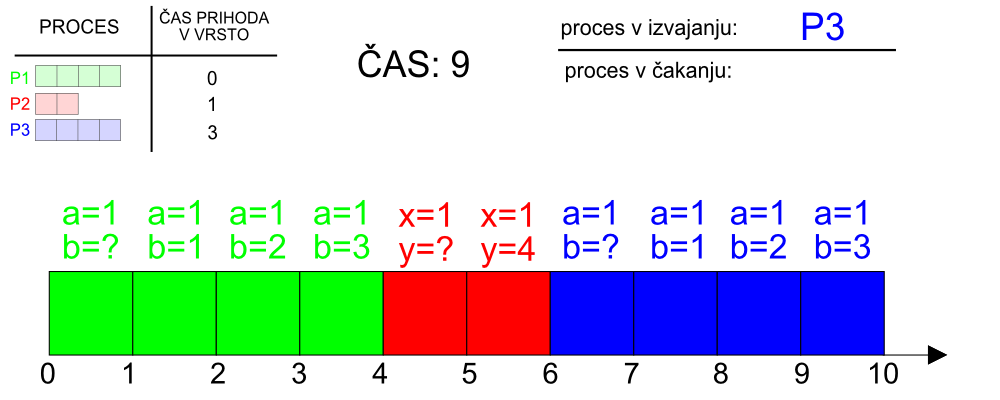 PROCES
ČAS PRIHODA
V VRSTO
P1
0
P2
1
P3
3
ČAS: 9
proces v izvajanju: P3
proces v čakanju:
a=1 a=1 a=1 a=1 x=1 x=1 a=1 a=1 a=1 a=1
b=? b=1 b=2 b=3 y=? y=4 b=? b=1 b=2 b=3
0 1 2 3 4 5 6 7 8 9 10